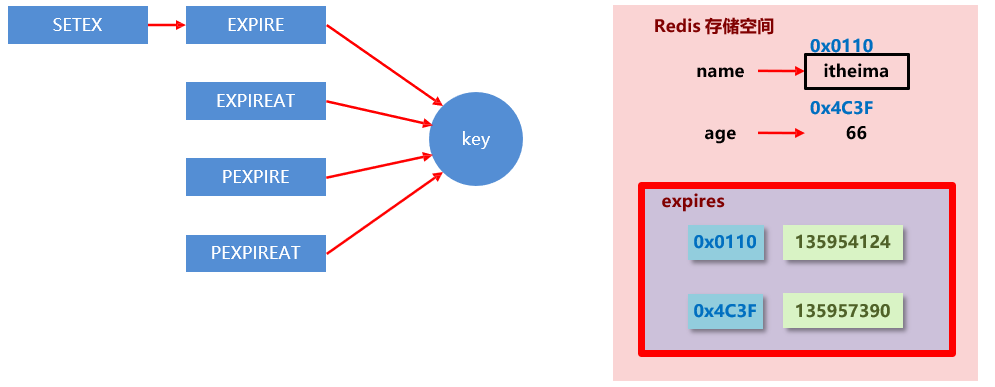 SETEX
EXPIRE
EXPIREAT
PEXPIRE
PEXPIREAT
key
Redis 存储空间
0x0110
name
itheima
0x4C3F
age
66
expires
0x0110
135954124
0x4C3F
135957390